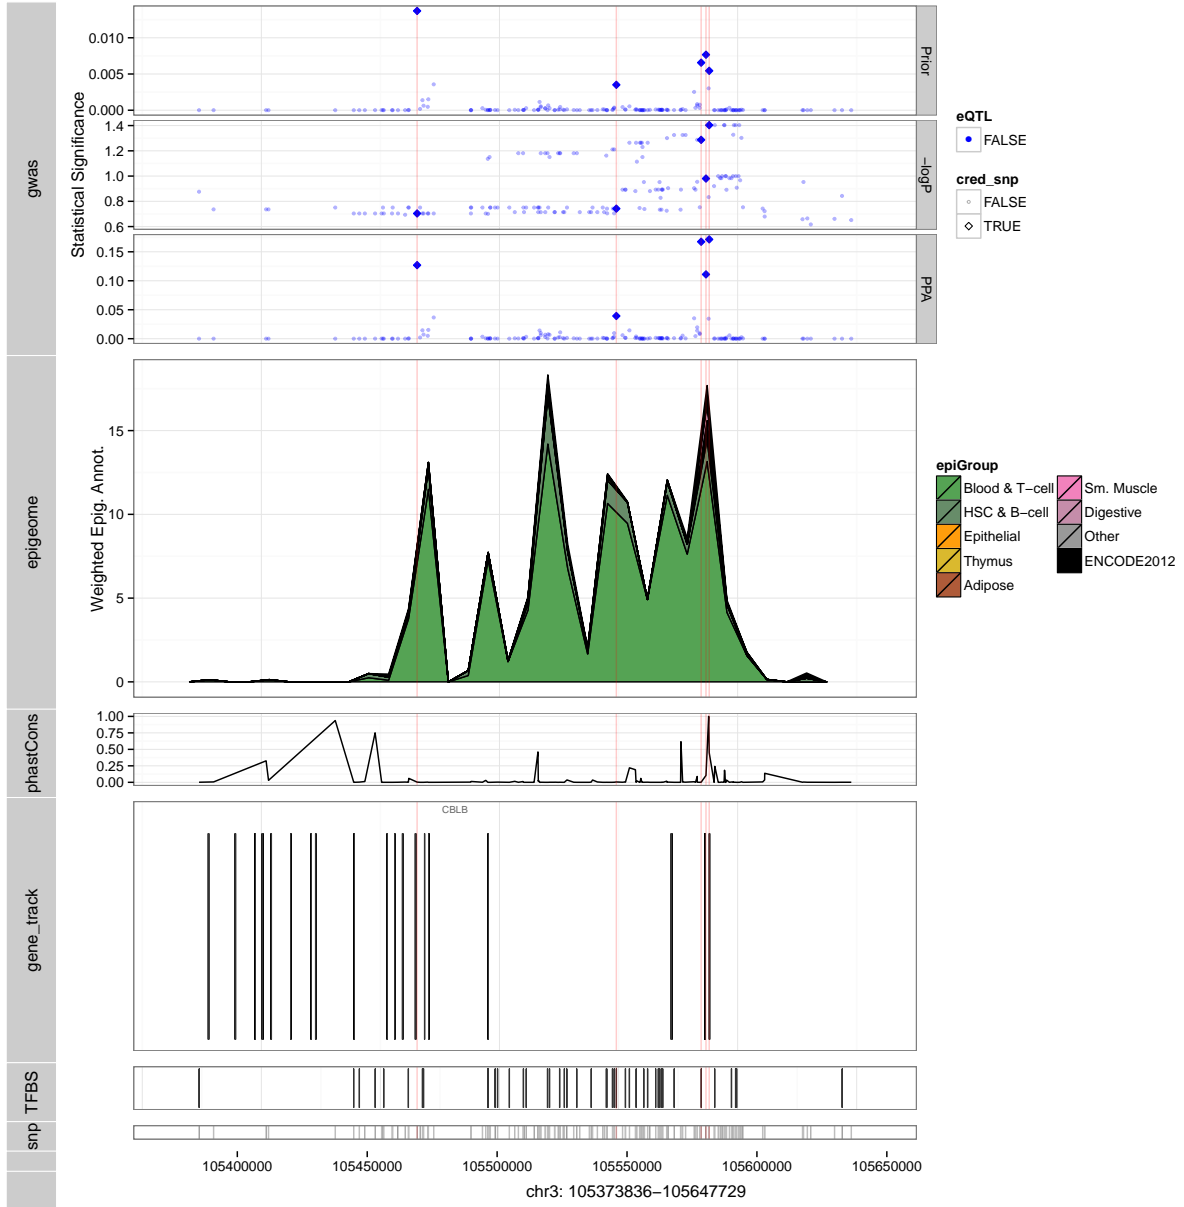 gwas
Statistical Significance
0.010
0.005
0.000
Prior
1.4
1.2
1.0
0.8
0.6
−logP
0.15
0.10
0.05
0.00
PPA
eQTL
FALSE
cred_snp
FALSE
TRUE
epigeome
Weighted Epig. Annot.
15
10
5
0
epiGroup
Blood & T−cell
HSC & B−cell
Epithelial
Thymus
Adipose
Sm. Muscle
Digestive
Other
ENCODE2012
phastCons
1.00
0.75
0.50
0.25
0.00
gene_track
CBLB
TFBS
snp
105400000 105450000 105500000 105550000 105600000 105650000
chr3: 105373836−105647729